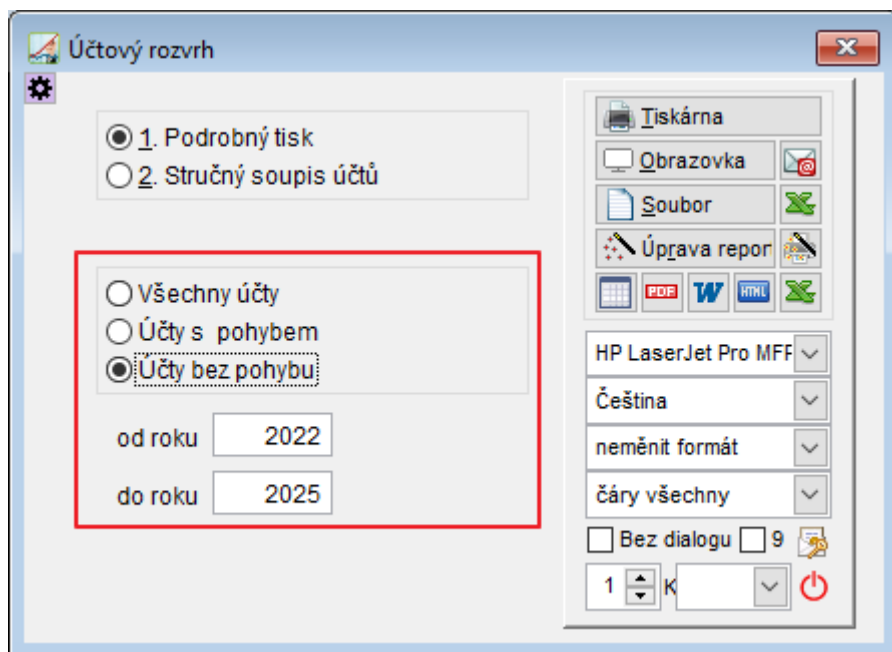 Účtový rozvrh
1. Podrobný tisk
2. Stručný soupis účtů
Všechny účty
Účty s  pohybem
Účty bez pohybu
od roku 2022
do roku 2025
Tiskárna
Obrazovka
Soubor
Úprava repor
PDF W HTML
HP LaserJet Pro MFF
Čeština
neměnit formát
čáry všechny
Bez dialogu 9
1 K